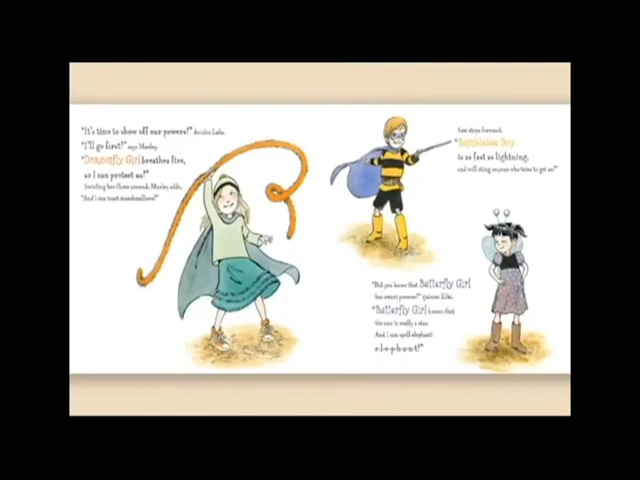 "It's time to show off our powers!" decides Lulu.
"I'll go first!" says Maxley.
"Dragonfly Girl breathes fire,
so I can protect us!"
Swirling her flame around, Maxley adds,
"And I can toast marshmallows!"
Sam steps forward.
"Bumblebee Boy
is as fast as lightning,
and will sting anyone who tries to get us!"
"Did you know that Butterfly Girl
has smart powers?" quizzes Kiki.
"Butterfly Girl knows that
the sun is really a star.
And I can spell elephant:
e-l-e-p-h-a-n-t!"